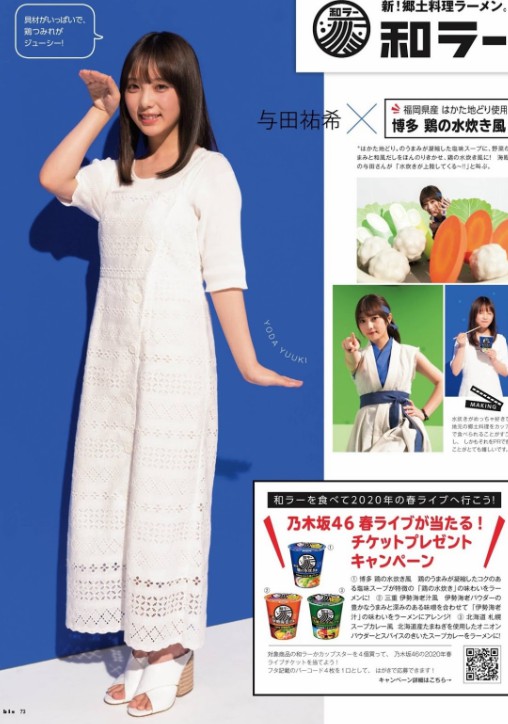 具材がいっぱいで、
鶏つみれが
ジューシー!
新!郷土料理ラーメン。
和ラー
和ラー
与田祐希×
福岡県産 はかた地どり使用
博多 鶏の水炊き風
"はかた地どり"のうまみが凝縮した塩味スープに、野菜の
まみと和風だしをほんのりきかせ、鶏の水炊き風に!
の与田さんが「水炊きが上陸してくる〜!!」と叫ぶ。
YODA YUUKI
MAKING
水炊きがめっちゃ好きで
地元の郷土料理をカップ
で食べられることがすご
し、しかもそれをPRで
ことがとても嬉しいです。
和ラーを食べて2020年の春ライブへ行こう!
乃木坂46 春ライブが当たる!
チケットプレゼント
キャンペーン
① ② ③
① 博多 鶏の水炊き風 鶏のうまみが凝縮したコクのあ
る塩味スープが特徴の「鶏の水炊き」の味わいをラー
メンに! ② 三重 伊勢海老汁風 伊勢海老パウダーの
豊かなうまみと深みのある味噌を合わせて「伊勢海老
汁」の味わいをラーメンにアレンジ! ③ 北海道 札幌
スープカレー風 北海道産たまねぎを使用したオニオン
パウダーとスパイスのきいたスープカレーをラーメンに!
対象商品の和ラーかカップスターを4個買って、乃木坂46の2020年春
ライブチケットを当てよう!
フタ記載のバーコード4枚を1口として、はがきで応募できます!
キャンペーン詳細はこちら→
blt 73